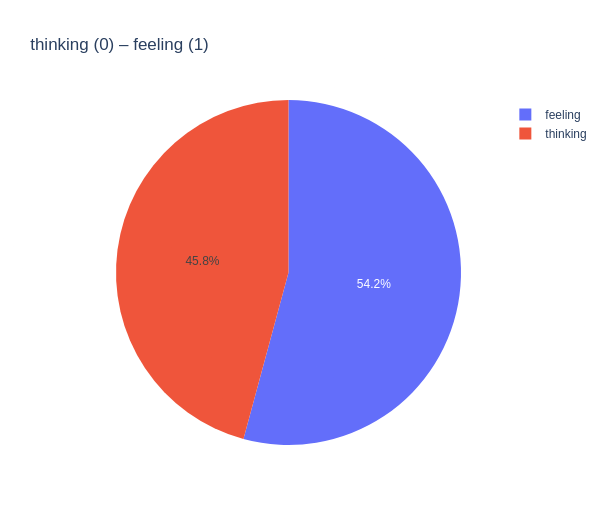 thinking (0) – feeling (1)
feeling
thinking
45.8%
54.2%